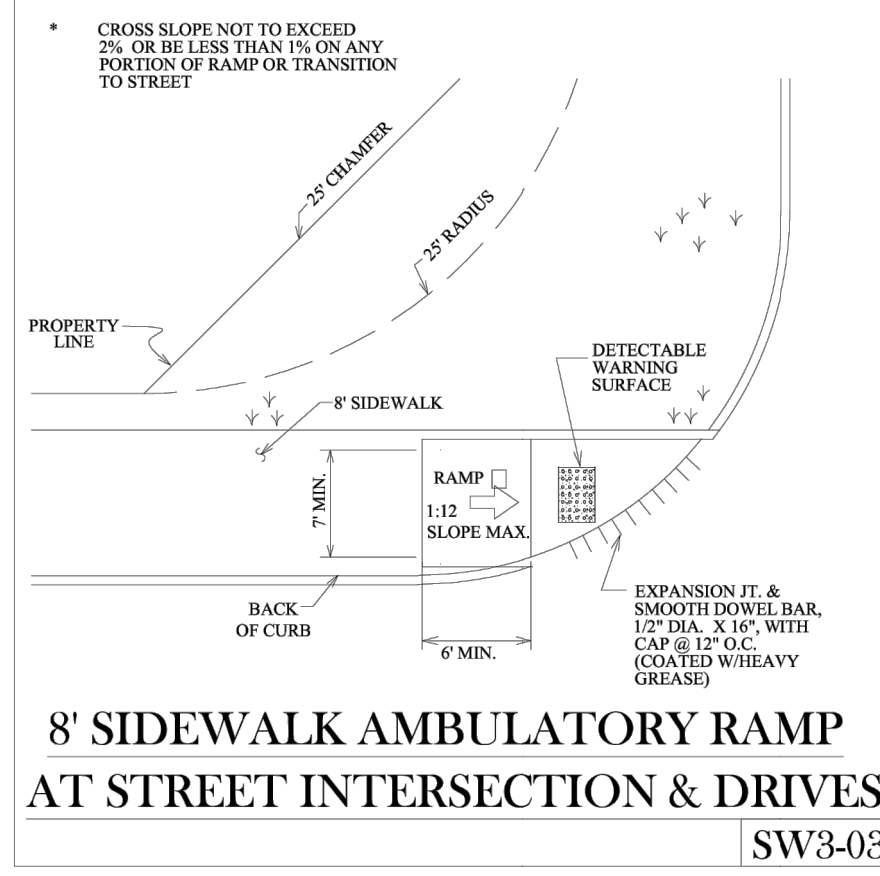 * CROSS SLOPE NOT TO EXCEED
2% OR BE LESS THAN 1% ON ANY
PORTION OF RAMP OR TRANSITION
TO STREET
25' CHAMFER
25' RADIUS
PROPERTY
LINE
DETECTABLE
WARNING
SURFACE
8' SIDEWALK
7' MIN.
RAMP
1:12
SLOPE MAX.
BACK
OF CURB
6' MIN.
EXPANSION JT. &
SMOOTH DOWEL BAR,
1/2" DIA. X 16", WITH
CAP @ 12" O.C.
(COATED W/HEAVY
GREASE)
8' SIDEWALK AMBULATORY RAMP
AT STREET INTERSECTION & DRIVES
SW3-03